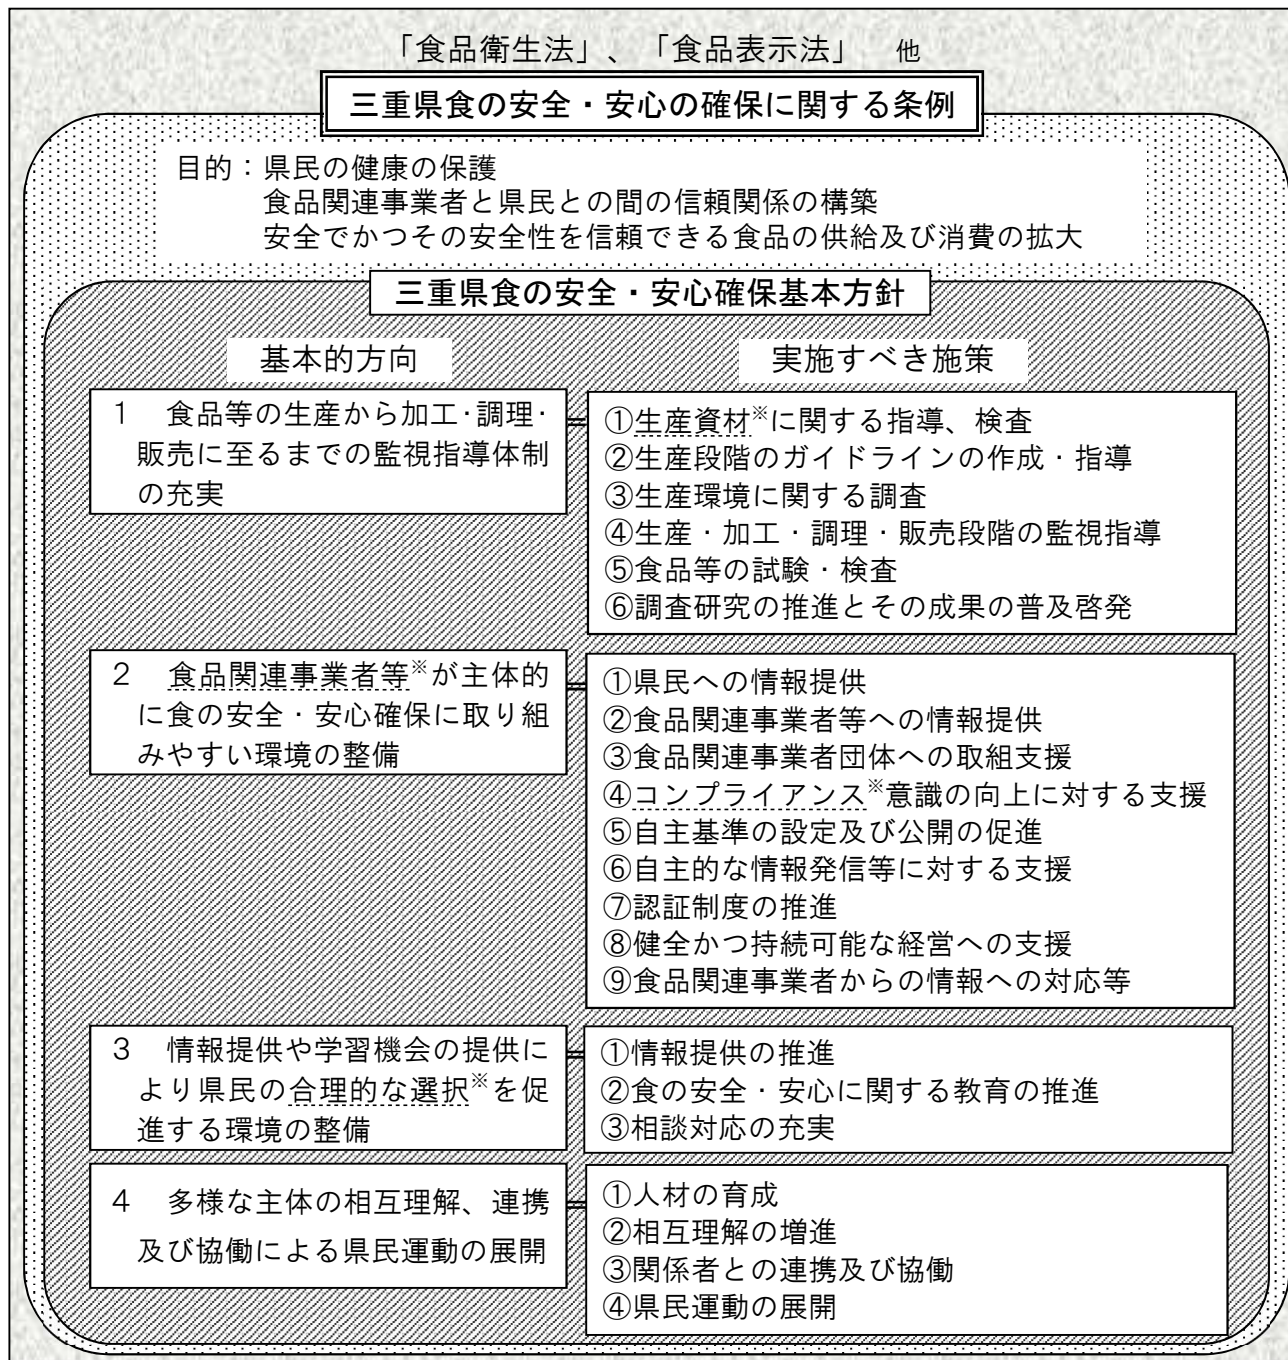 「食品衛生法」、「食品表示法」 他
三重県食の安全・安心の確保に関する条例
目的：県民の健康の保護
食品関連事業者と県民との間の信頼関係の構築
安全でかつその安全性を信頼できる食品の供給及び消費の拡大
三重県食の安全・安心確保基本方針
基本的方向
実施すべき施策
1 食品等の生産から加工・調理・
販売に至るまでの監視指導体制
の充実
①生産資材※に関する指導、検査
②生産段階のガイドラインの作成・指導
③生産環境に関する調査
④生産・加工・調理・販売段階の監視指導
⑤食品等の試験・検査
⑥調査研究の推進とその成果の普及啓発
2 食品関連事業者等※が主体的
に食の安全・安心確保に取り組
みやすい環境の整備
①県民への情報提供
②食品関連事業者等への情報提供
③食品関連事業者団体への取組支援
④コンプライアンス※意識の向上に対する支援
⑤自主基準の設定及び公開の促進
⑥自主的な情報発信等に対する支援
⑦認証制度の推進
⑧健全かつ持続可能な経営への支援
⑨食品関連事業者からの情報への対応等
3 情報提供や学習機会の提供に
より県民の合理的な選択※を促
進する環境の整備
①情報提供の推進
②食の安全・安心に関する教育の推進
③相談対応の充実
4 多様な主体の相互理解、連携
及び協働による県民運動の展開
①人材の育成
②相互理解の増進
③関係者との連携及び協働
④県民運動の展開